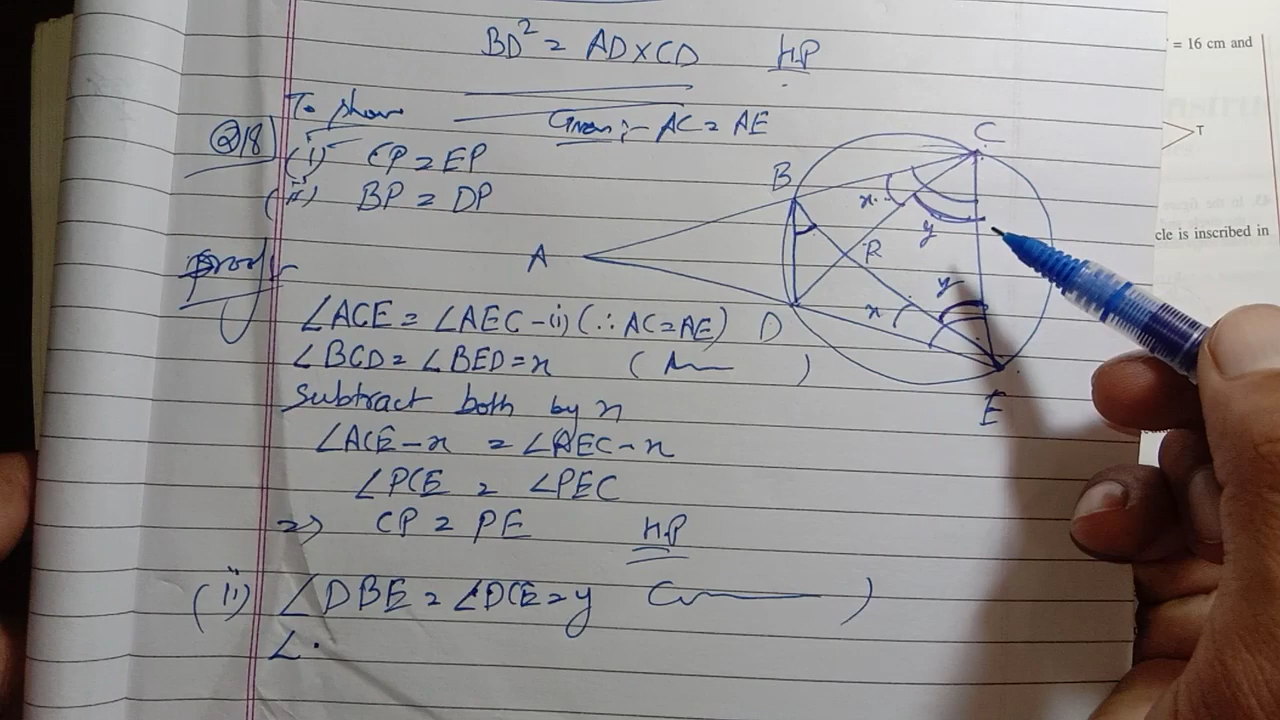 BD² = AD×CD H.P
= 16 cm and
T
To show Given:- AC = AE
Q18) (i) CP = EP
(ii) BP = DP
Proof
C
B
x
y
A
R
cle is inscribed in
y
x
D
E
∠ACE = ∠AEC -(i) (∵ AC=AE)
∠BCD = ∠BED = x ( )
Subtract both by x
∠ACE - x = ∠AEC - x
∠PCE = ∠PEC
=> CP = PE H.P
(ii) ∠DBE = ∠DCE = y ( )
∠